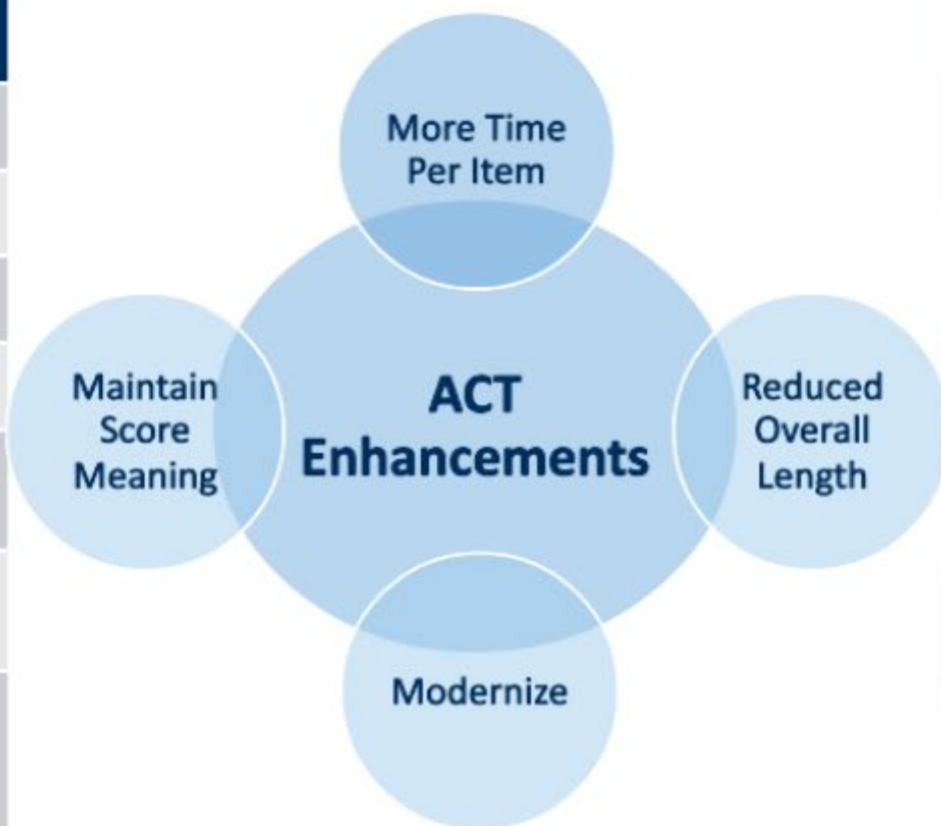 More Time
Per Item
Maintain
Score
Meaning
ACT
Enhancements
Reduced
Overall
Length
Modernize